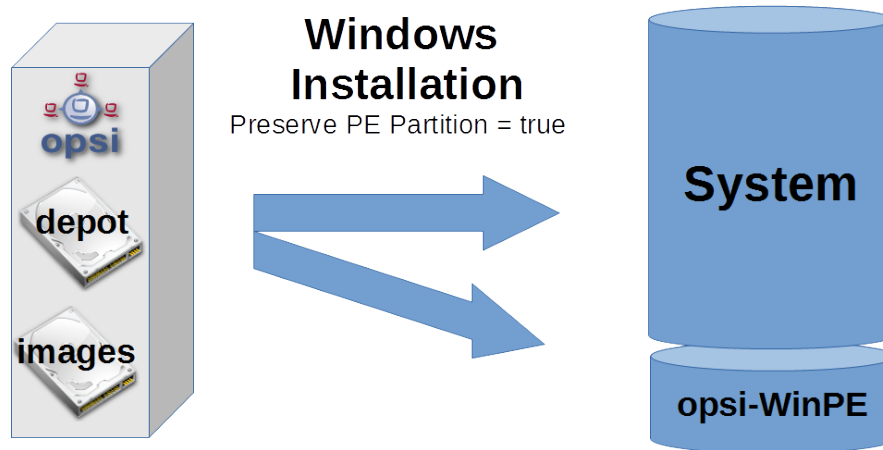 Windows
Installation
Preserve PE Partition = true
opsi
depot
images
System
opsi-WinPE